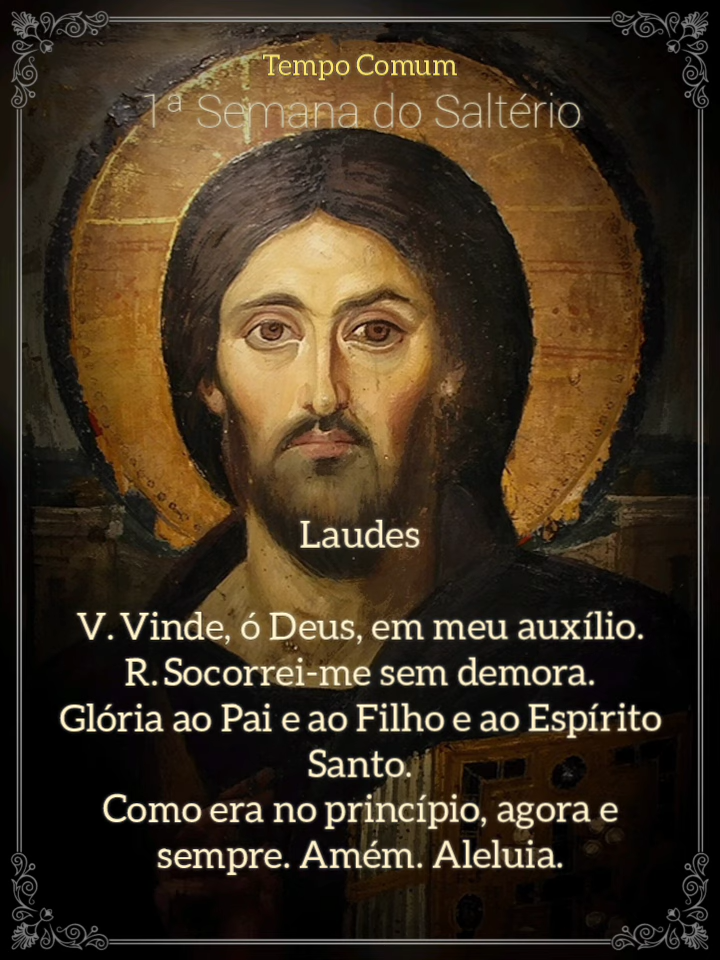 Tempo Comum
1ª Semana do Saltério
Laudes
V. Vinde, ó Deus, em meu auxílio.
R. Socorrei-me sem demora.
Glória ao Pai e ao Filho e ao Espírito
Santo.
Como era no princípio, agora e
sempre. Amém. Aleluia.